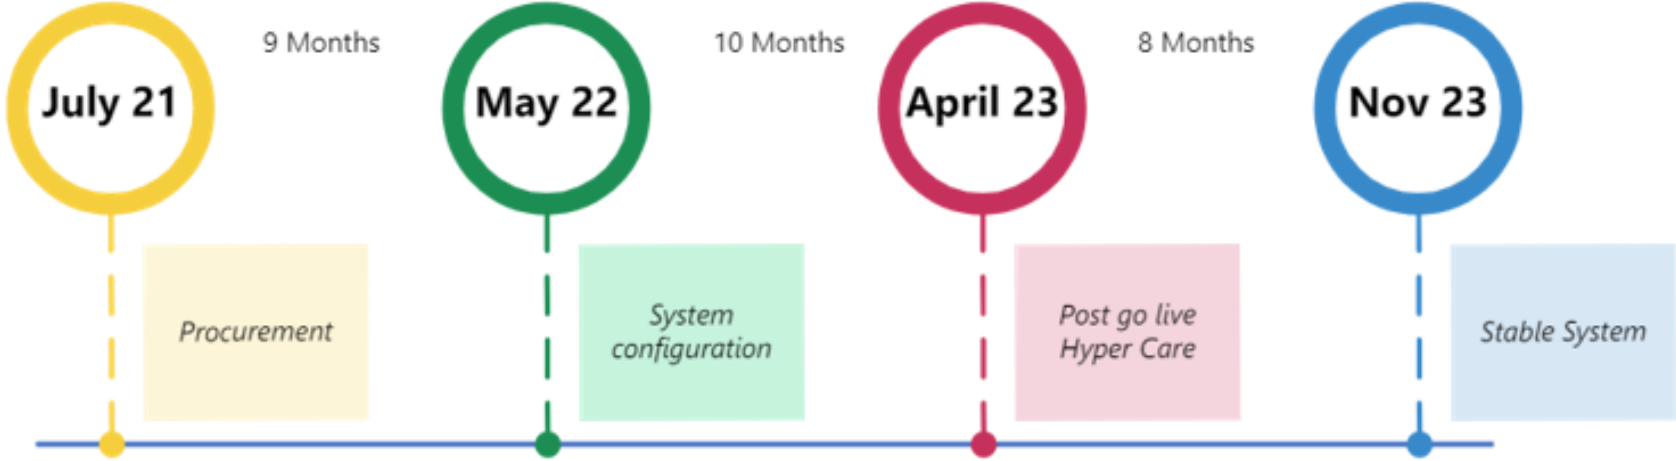 July 21
9 Months
May 22
10 Months
April 23
8 Months
Nov 23
Procurement
System
configuration
Post go live
Hyper Care
Stable System